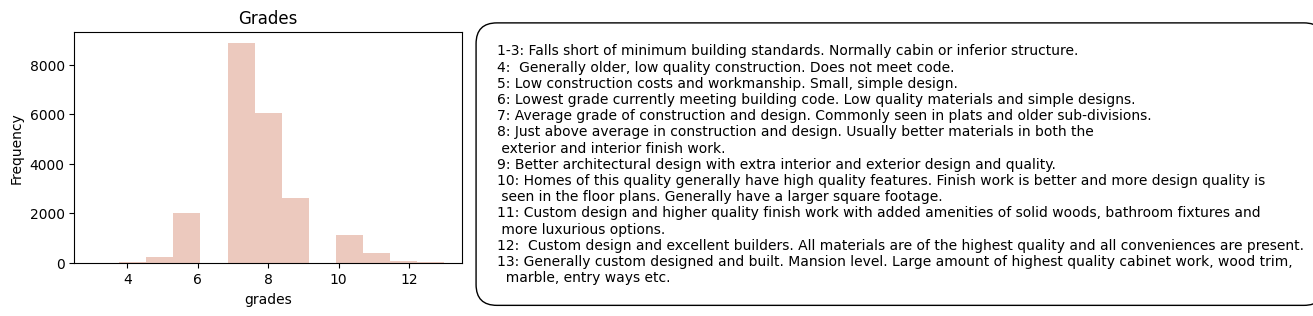 Grades
8000
6000
4000
2000
0
Frequency
4 6 8 10 12
grades
1-3: Falls short of minimum building standards. Normally cabin or inferior structure.
4:  Generally older, low quality construction. Does not meet code.
5: Low construction costs and workmanship. Small, simple design.
6: Lowest grade currently meeting building code. Low quality materials and simple designs.
7: Average grade of construction and design. Commonly seen in plats and older sub-divisions.
8: Just above average in construction and design. Usually better materials in both the
exterior and interior finish work.
9: Better architectural design with extra interior and exterior design and quality.
10: Homes of this quality generally have high quality features. Finish work is better and more design quality is
seen in the floor plans. Generally have a larger square footage.
11: Custom design and higher quality finish work with added amenities of solid woods, bathroom fixtures and
more luxurious options.
12:  Custom design and excellent builders. All materials are of the highest quality and all conveniences are present.
13: Generally custom designed and built. Mansion level. Large amount of highest quality cabinet work, wood trim,
marble, entry ways etc.